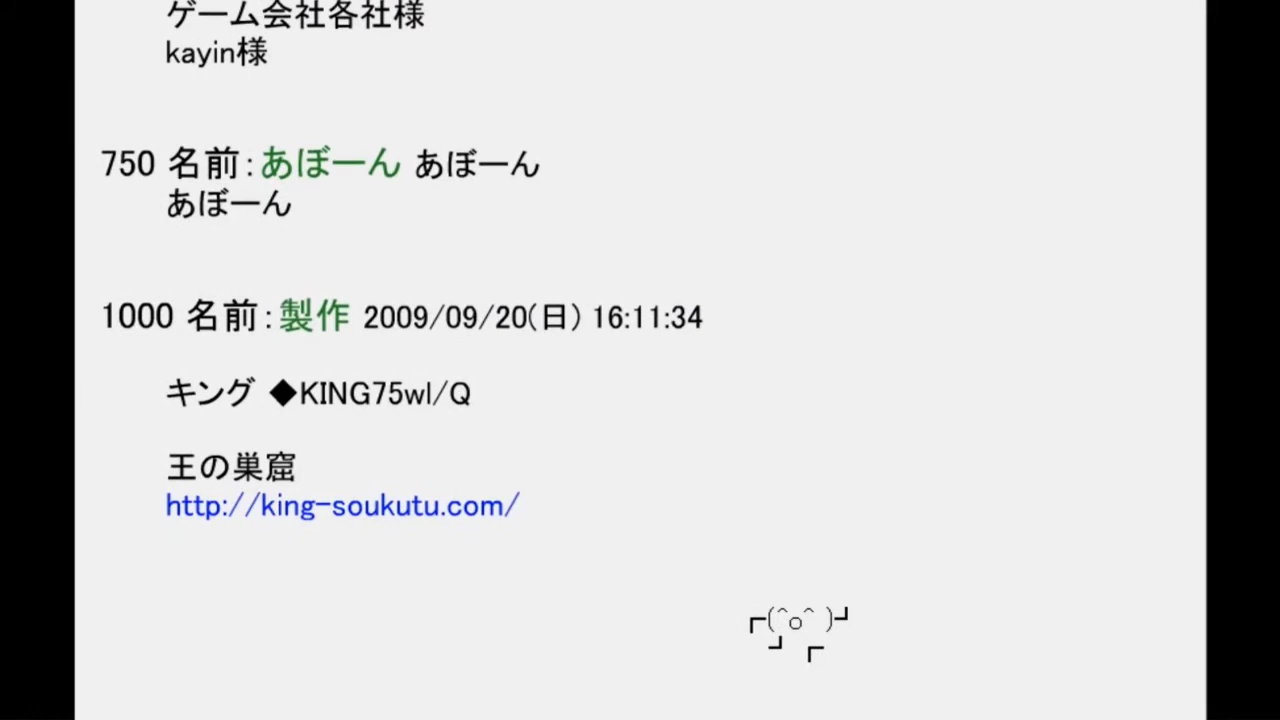 ゲーム会社各社様
kayin様
750 名前：あぼーん あぼーん
あぼーん
1000 名前：製作 2009/09/20(日) 16:11:34
キング ◆KING75wl/Q
王の巣窟
http://king-soukutu.com/
┏(^o^ )┛
┛ ┏